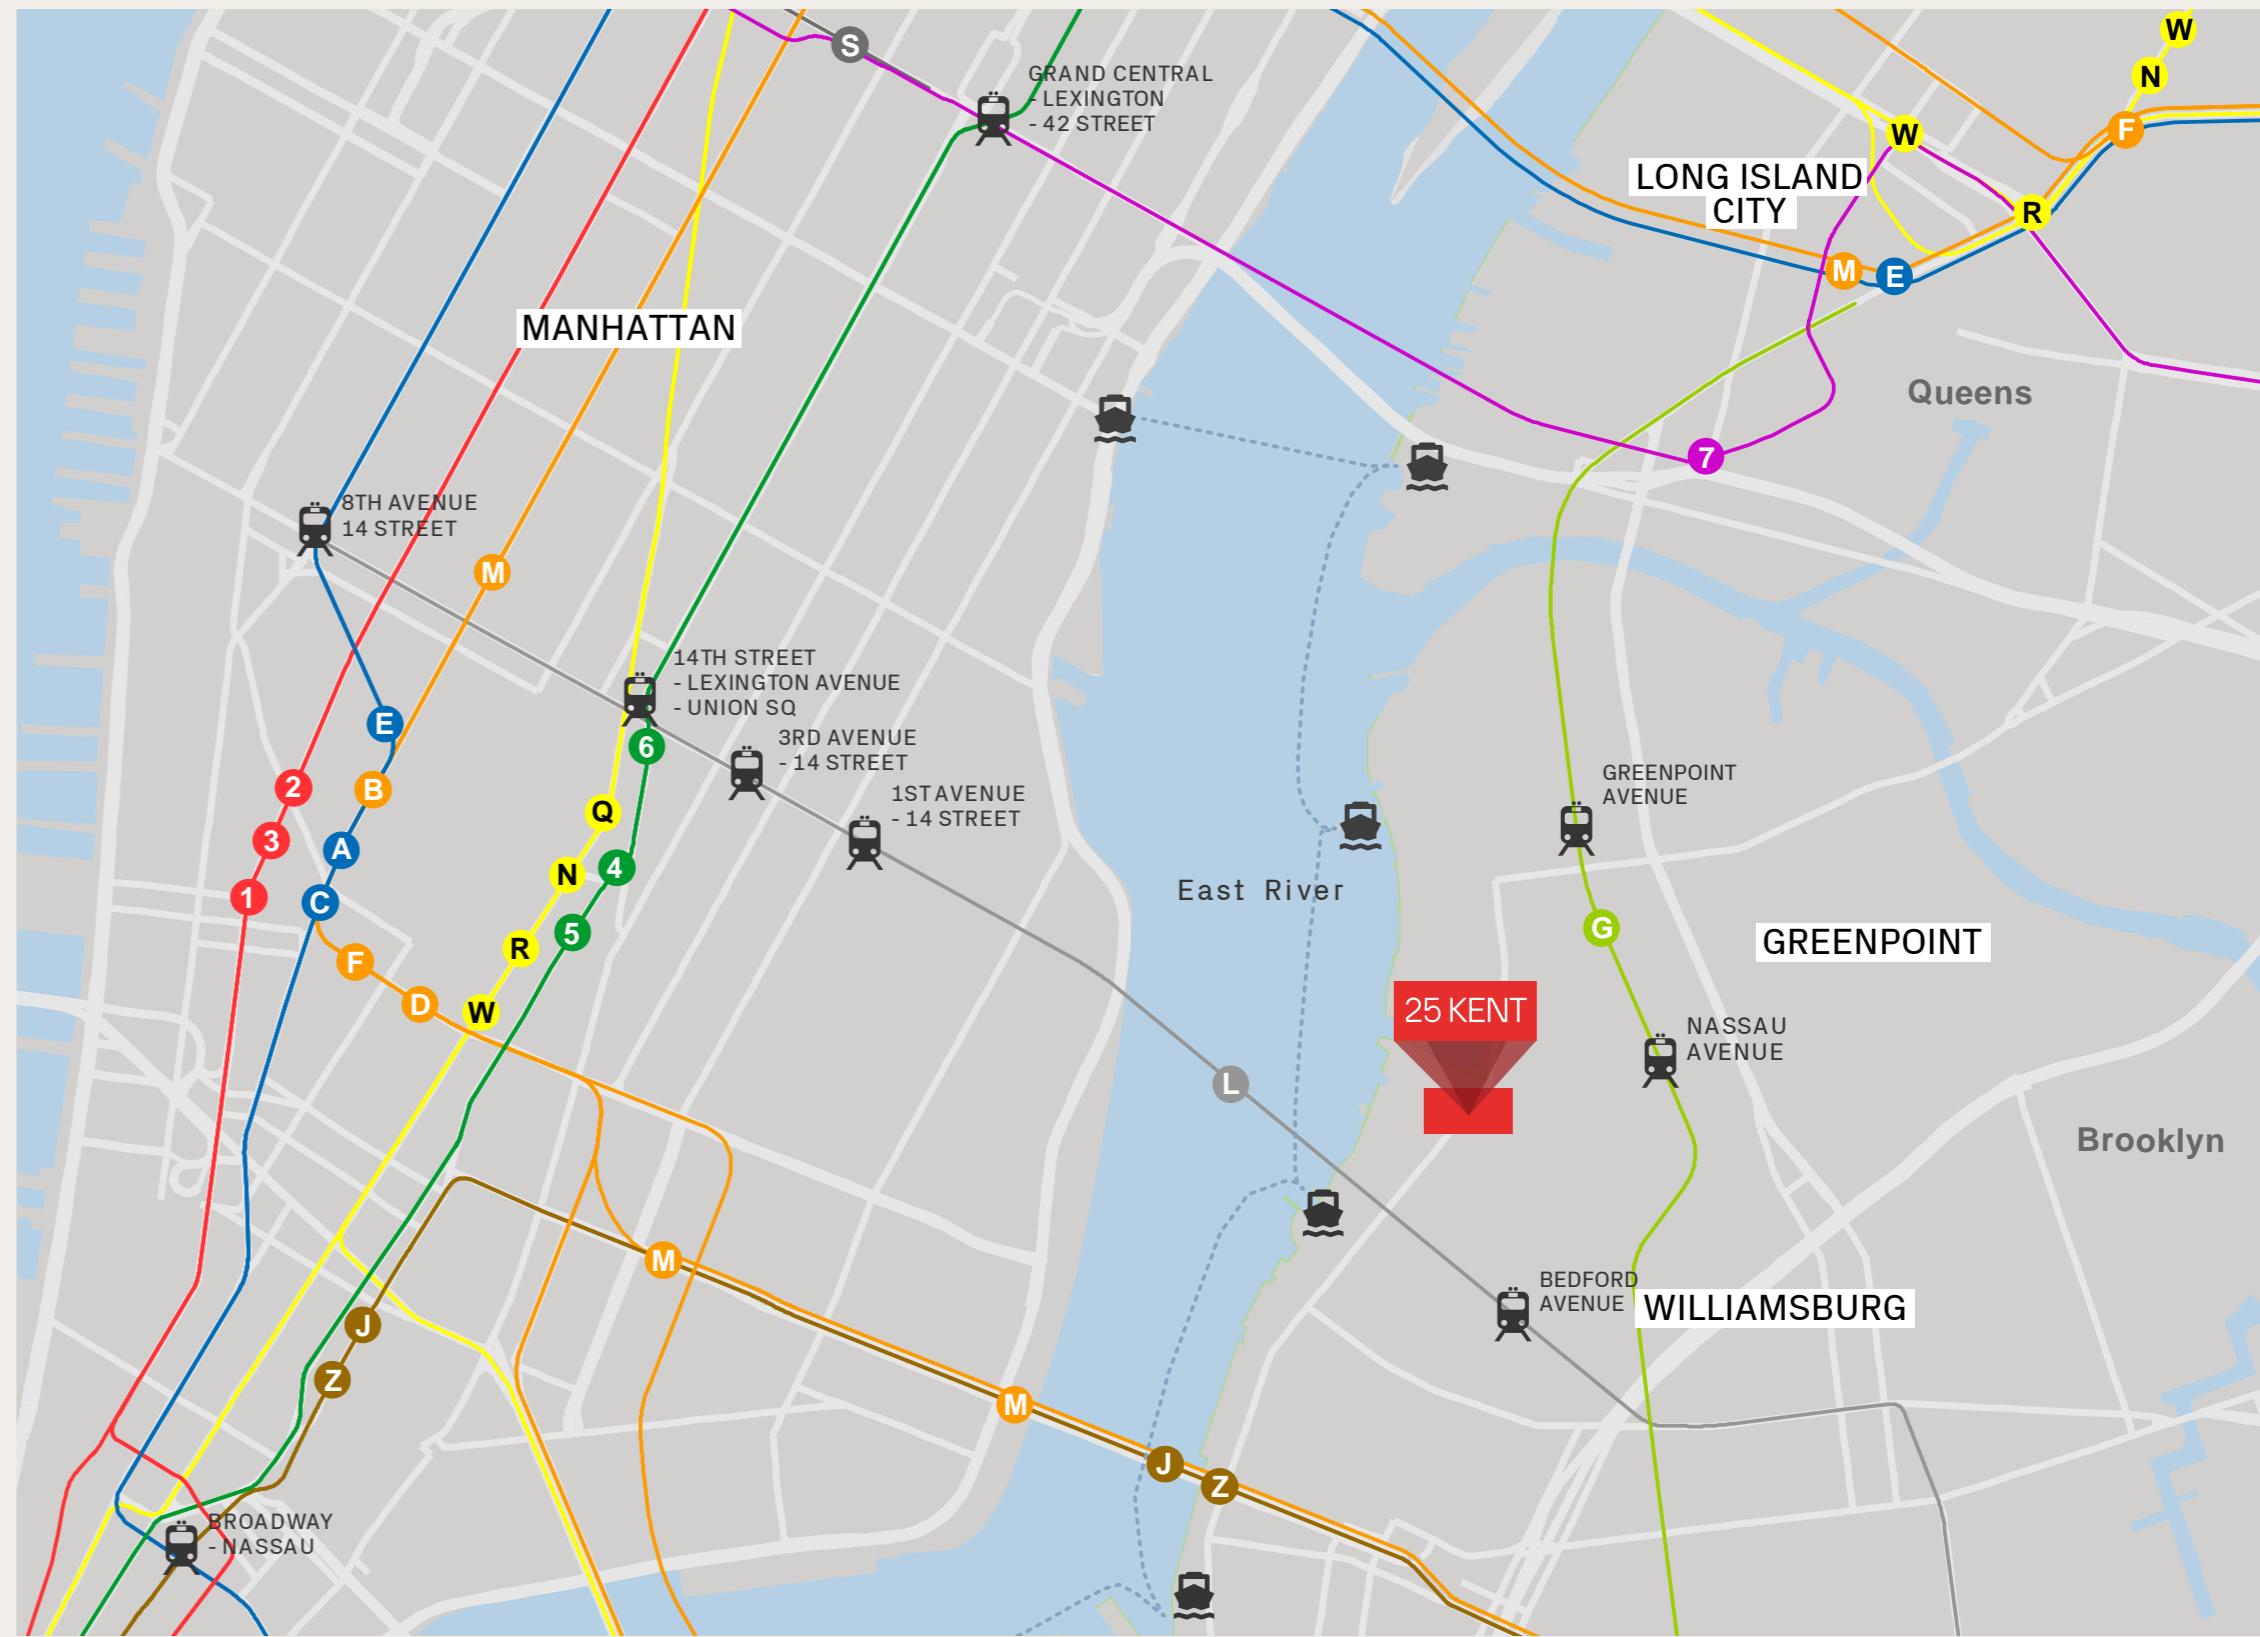 W
N
S
GRAND CENTRAL
- LEXINGTON
- 42 STREET
F
W
LONG ISLAND
CITY
R
M
E
MANHATTAN
Queens
7
8TH AVENUE
14 STREET
M
14TH STREET
- LEXINGTON AVENUE
- UNION SQ
E
6
3RD AVENUE
- 14 STREET
2
B
GREENPOINT
AVENUE
1ST AVENUE
- 14 STREET
Q
3
A
N
4
East River
1
C
5
G
GREENPOINT
R
F
D
W
25 KENT
NASSAU
AVENUE
L
Brooklyn
M
BEDFORD
AVENUE
WILLIAMSBURG
J
Z
M
J
Z
BROADWAY
- NASSAU